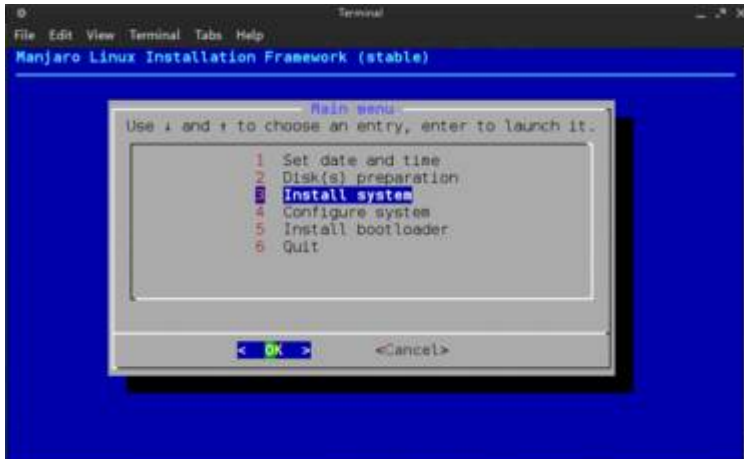 Terminal
File Edit View Terminal Tabs Help
Manjaro Linux Installation Framework (stable)
Main menu
Use ↓ and ↑ to choose an entry, enter to launch it.
1 Set date and time
2 Disk(s) preparation
3 Install system
4 Configure system
5 Install bootloader
6 Quit
< OK > <Cancel>